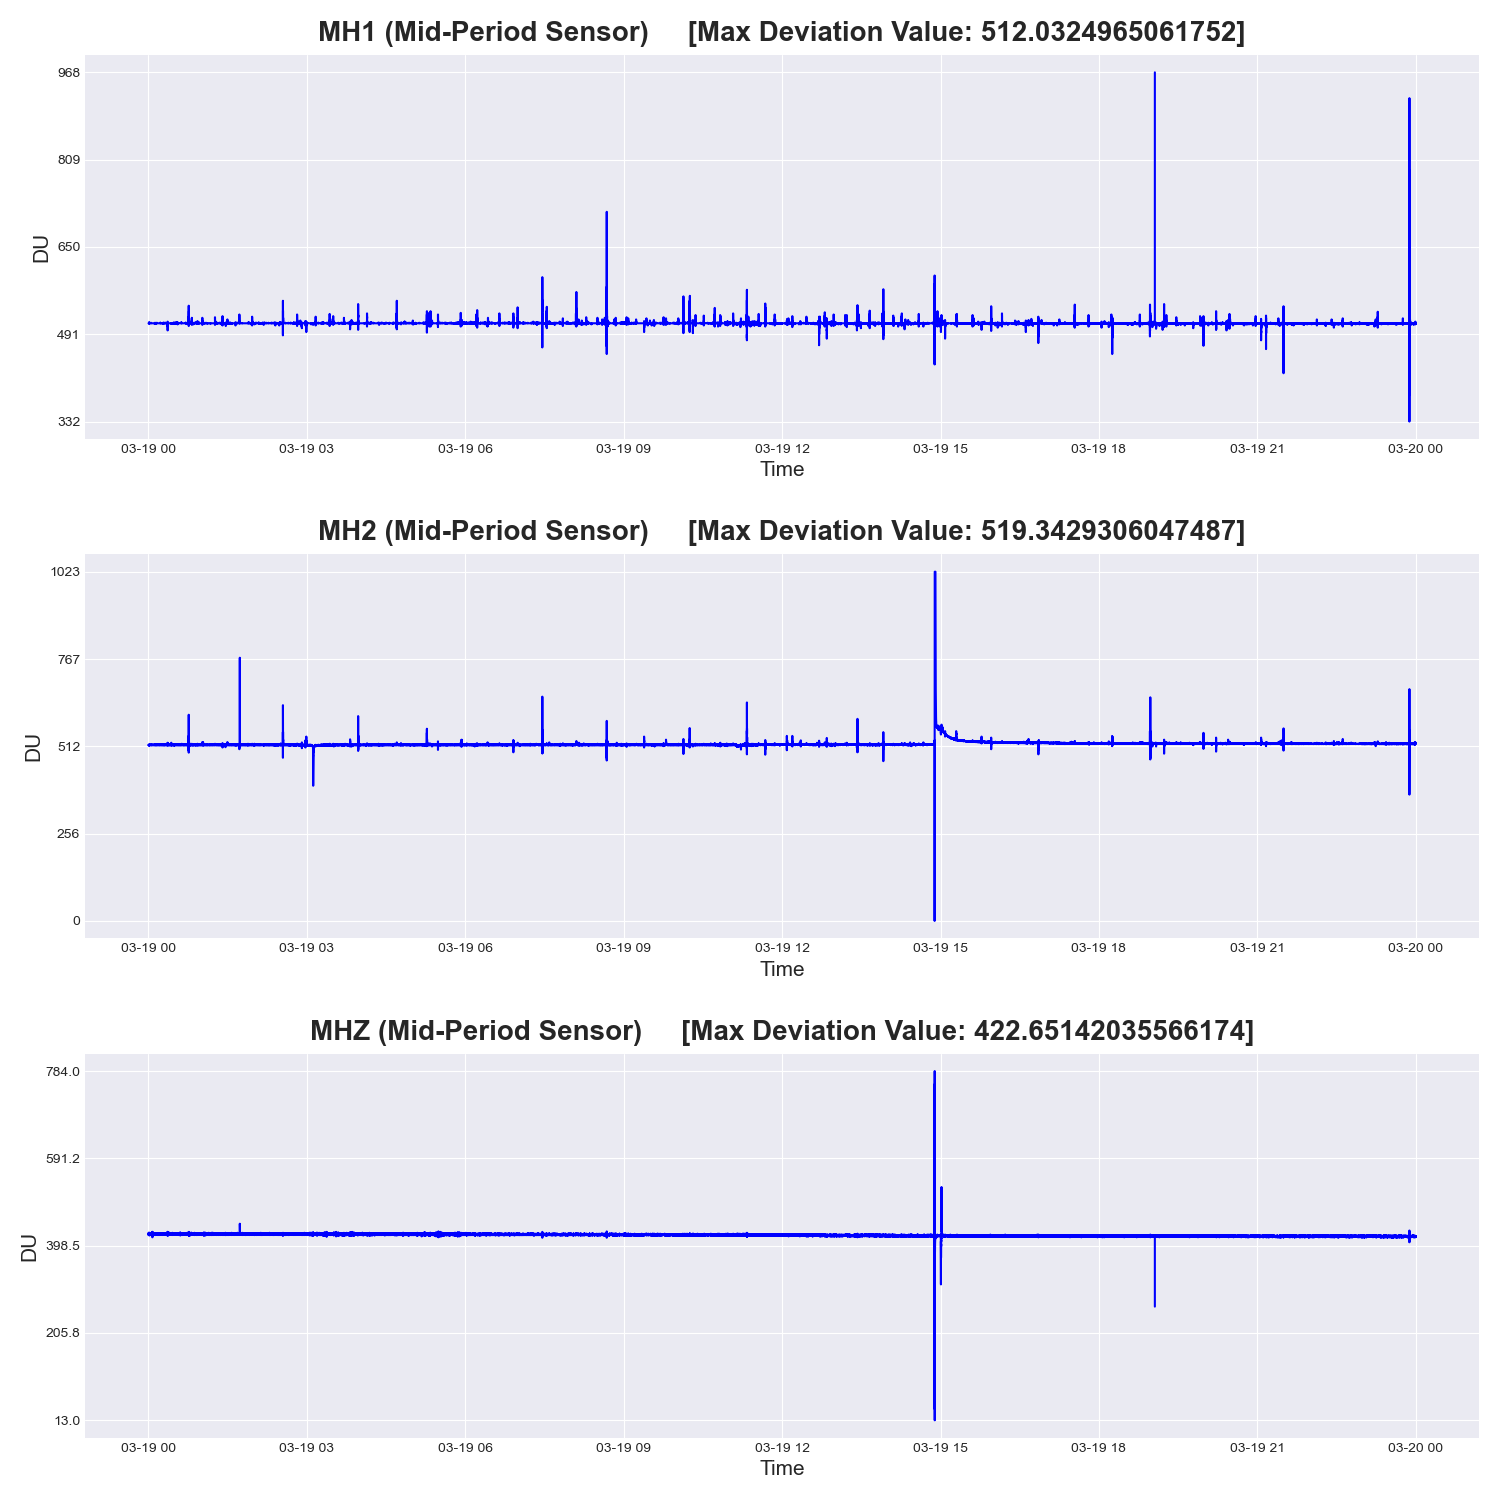 MH1 (Mid-Period Sensor) [Max Deviation Value: 512.0324965061752]
968
809
650
491
332
DU
03-19 00 03-19 03 03-19 06 03-19 09 03-19 12 03-19 15 03-19 18 03-19 21 03-20 00
Time
MH2 (Mid-Period Sensor) [Max Deviation Value: 519.3429306047487]
1023
767
512
256
0
DU
03-19 00 03-19 03 03-19 06 03-19 09 03-19 12 03-19 15 03-19 18 03-19 21 03-20 00
Time
MHZ (Mid-Period Sensor) [Max Deviation Value: 422.65142035566174]
784.0
591.2
398.5
205.8
13.0
DU
03-19 00 03-19 03 03-19 06 03-19 09 03-19 12 03-19 15 03-19 18 03-19 21 03-20 00
Time